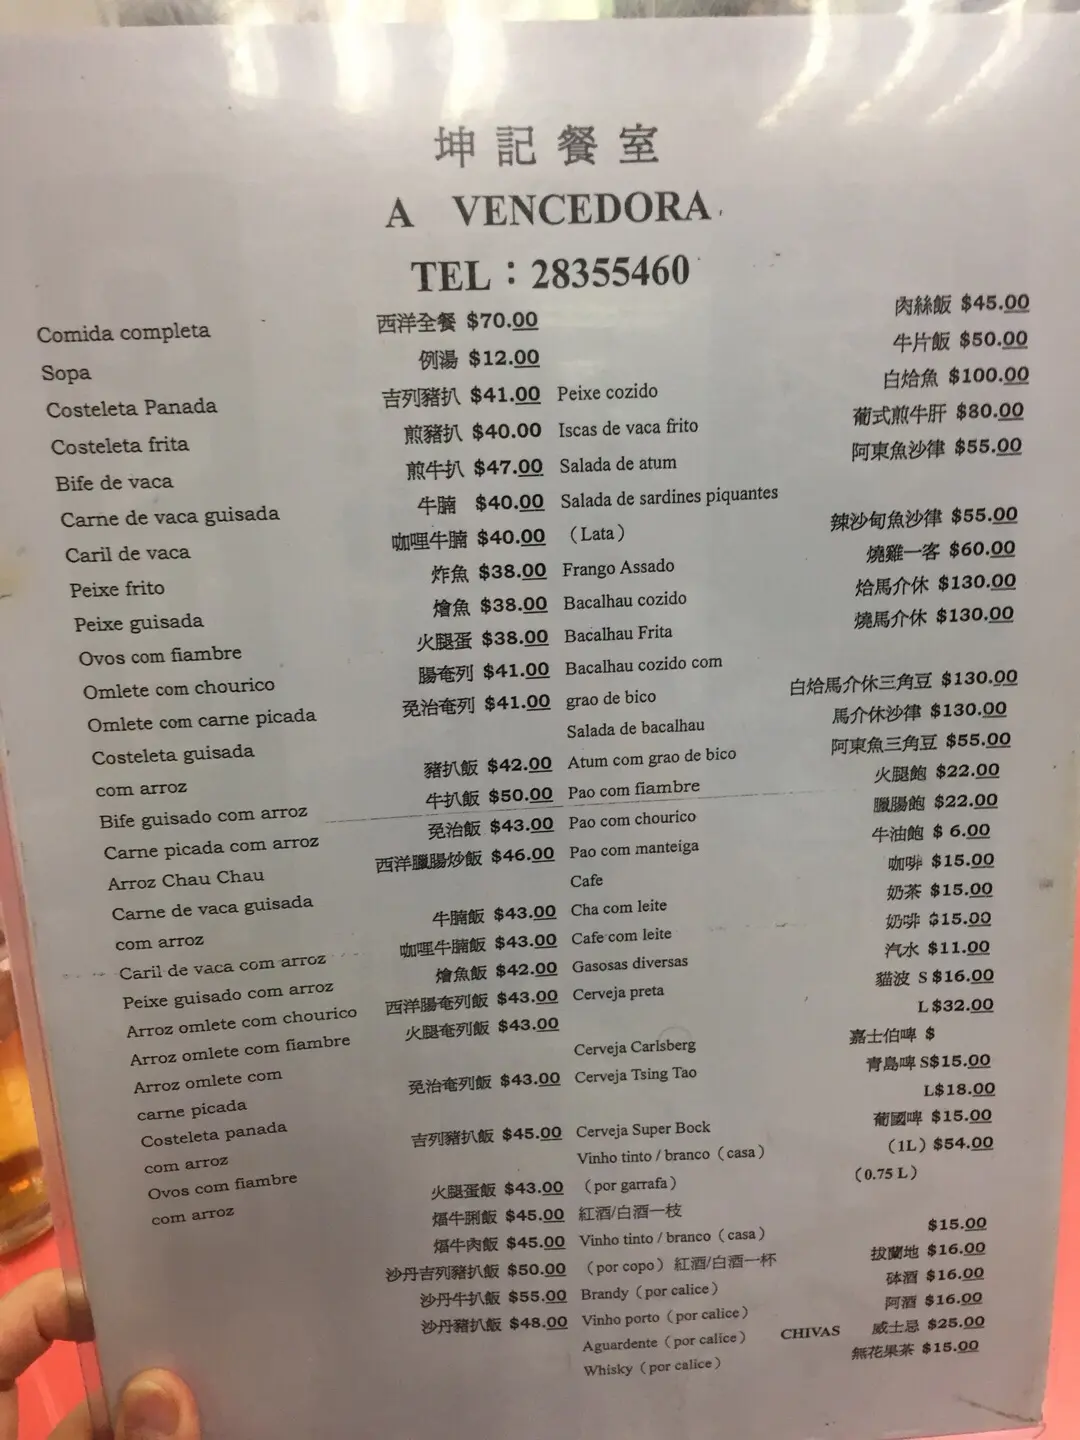 坤記餐室
A VENCEDORA
TEL：28355460
肉絲飯 $45.00
牛片飯 $50.00
Comida completa 西洋全餐 $70.00
Sopa 例湯 $12.00
Costeleta Panada 吉列豬扒 $41.00 Peixe cozido 白烚魚 $100.00
Costeleta frita 煎豬扒 $40.00 Iscas de vaca frito 葡式煎牛肝 $80.00
Bife de vaca 煎牛扒 $47.00 Salada de atum 阿東魚沙律 $55.00
Carne de vaca guisada 牛腩 $40.00 Salada de sardines piquantes
Caril de vaca 咖哩牛腩 $40.00 （Lata） 辣沙甸魚沙律 $55.00
Peixe frito 炸魚 $38.00 Frango Assado 燒雞一客 $60.00
Peixe guisada 燴魚 $38.00 Bacalhau cozido 烚馬介休 $130.00
Ovos com fiambre 火腿蛋 $38.00 Bacalhau Frita 燒馬介休 $130.00
Omlete com chourico 腸奄列 $41.00 Bacalhau cozido com
Omlete com carne picada 免治奄列 $41.00 grao de bico 白烚馬介休三角豆 $130.00
Costeleta guisada Salada de bacalhau 馬介休沙律 $130.00
com arroz 豬扒飯 $42.00 Atum com grao de bico 阿東魚三角豆 $55.00
Bife guisado com arroz 牛扒飯 $50.00 Pao com fiambre 火腿飽 $22.00
Carne picada com arroz 免治飯 $43.00 Pao com chourico 臘腸飽 $22.00
Arroz Chau Chau 西洋臘腸炒飯 $46.00 Pao com manteiga 牛油飽 $ 6.00
Carne de vaca guisada Cafe 咖啡 $15.00
com arroz 牛腩飯 $43.00 Cha com leite 奶茶 $15.00
Caril de vaca com arroz 咖哩牛腩飯 $43.00 Cafe com leite 奶啡 $15.00
Peixe guisado com arroz 燴魚飯 $42.00 Gasosas diversas 汽水 $11.00
Arroz omlete com chourico 西洋腸奄列飯 $43.00 Cerveja preta 貓波 S $16.00
Arroz omlete com fiambre 火腿奄列飯 $43.00 L $32.00
Arroz omlete com Cerveja Carlsberg 嘉士伯啤 $
carne picada 免治奄列飯 $43.00 Cerveja Tsing Tao 青島啤 S$15.00
L$18.00
Costeleta panada
com arroz 吉列豬扒飯 $45.00 Cerveja Super Bock 葡國啤 $15.00
Vinho tinto / branco（casa） （1L）$54.00
Ovos com fiambre
com arroz 火腿蛋飯 $43.00 （por garrafa） （0.75 L）
煏牛脷飯 $45.00 紅酒/白酒一枝
煏牛肉飯 $45.00 Vinho tinto / branco（casa）
沙丹吉列豬扒飯 $50.00 （por copo）紅酒/白酒一杯 $15.00
沙丹牛扒飯 $55.00 Brandy（por calice） 拔蘭地 $16.00
沙丹豬扒飯 $48.00 Vinho porto（por calice） 砵酒 $16.00
Aguardente（por calice） 阿酒 $16.00
Whisky（por calice） CHIVAS 威士忌 $25.00
無花果茶 $15.00